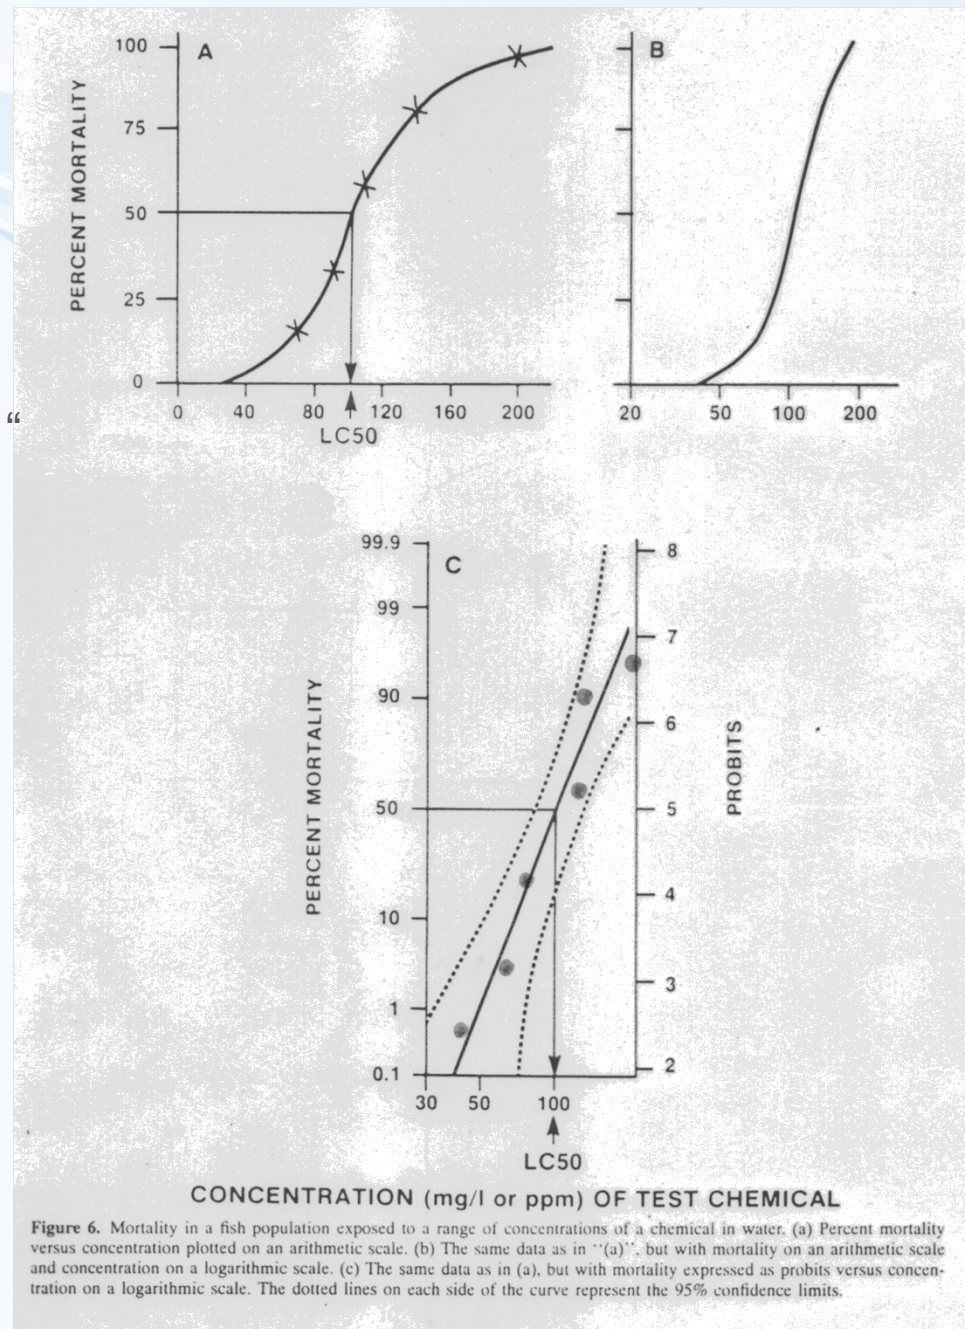 A
B
100
75
50
25
0
PERCENT MORTALITY
0 40 80 120 160 200
LC50
20 50 100 200
“
C
99.9
99
90
50
10
1
0.1
PERCENT MORTALITY
8
7
6
5
4
3
2
PROBITS
30 50 100
LC50
CONCENTRATION (mg/l or ppm) OF TEST CHEMICAL
Figure 6. Mortality in a fish population exposed to a range of concentrations of a chemical in water. (a) Percent mortality
versus concentration plotted on an arithmetic scale. (b) The same data as in “(a)”, but with mortality on an arithmetic scale
and concentration on a logarithmic scale. (c) The same data as in (a), but with mortality expressed as probits versus concen-
tration on a logarithmic scale. The dotted lines on each side of the curve represent the 95% confidence limits.